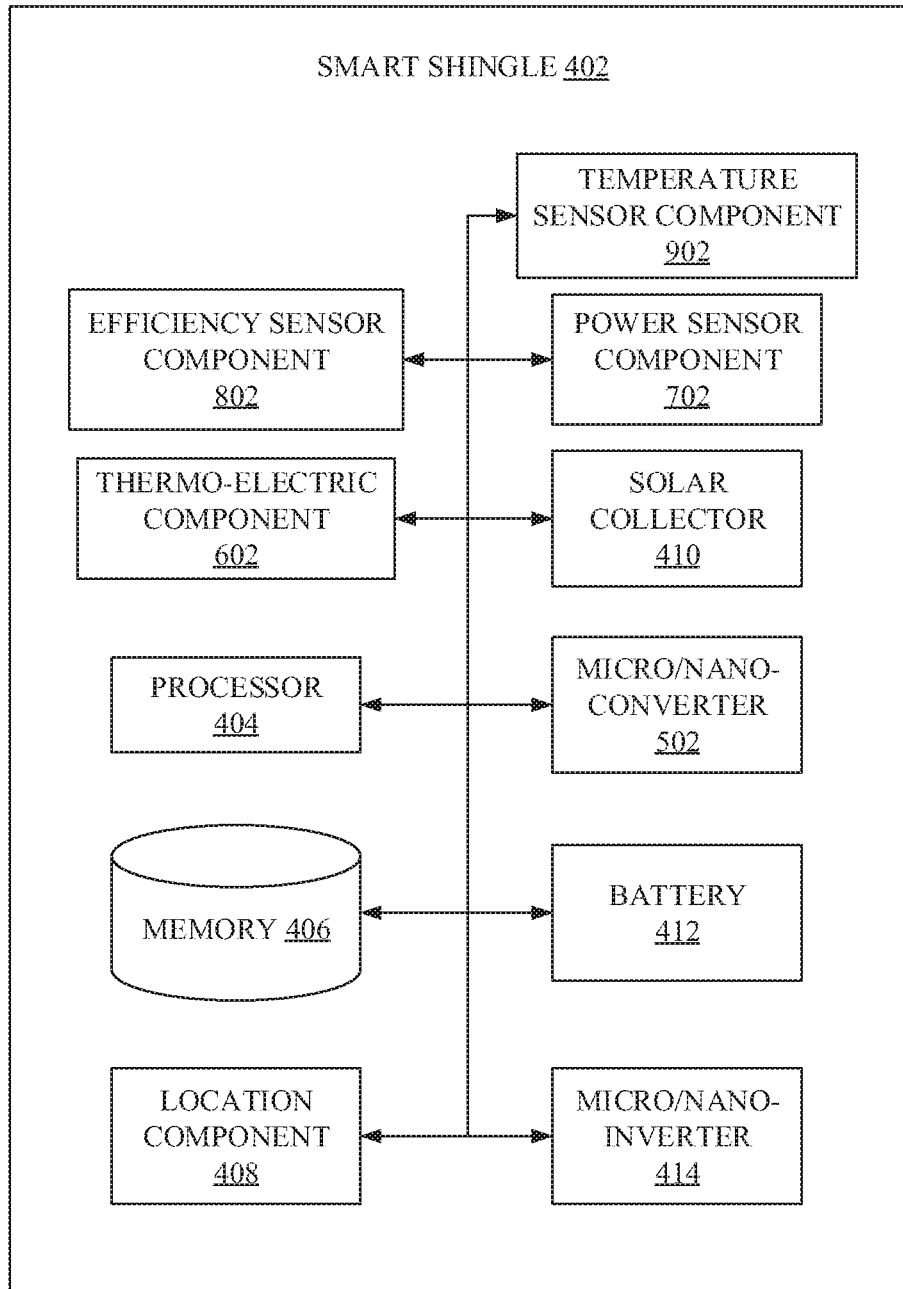 SMART SHINGLE 402
TEMPERATURE
SENSOR COMPONENT
902
EFFICIENCY SENSOR
COMPONENT
802
POWER SENSOR
COMPONENT
702
THERMO-ELECTRIC
COMPONENT
602
SOLAR
COLLECTOR
410
PROCESSOR
404
MICRO/NANO-
CONVERTER
502
MEMORY 406
BATTERY
412
LOCATION
COMPONENT
408
MICRO/NANO-
INVERTER
414